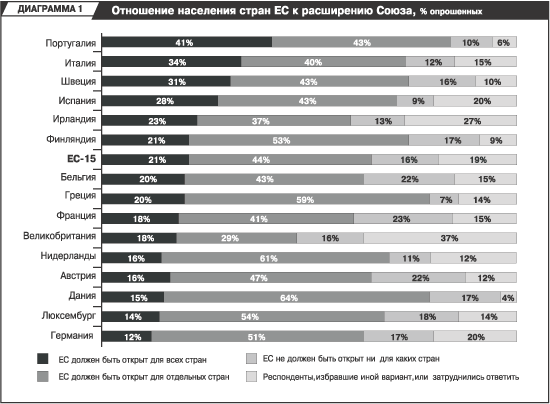 ДИАГРАММА 1 Отношение населения стран ЕС к расширению Союза, % опрошенных
Португалия 41% 43% 10% 6%
Италия 34% 40% 12% 15%
Швеция 31% 43% 16% 10%
Испания 28% 43% 9% 20%
Ирландия 23% 37% 13% 27%
Финляндия 21% 53% 17% 9%
ЕС-15 21% 44% 16% 19%
Бельгия 20% 43% 22% 15%
Греция 20% 59% 7% 14%
Франция 18% 41% 23% 15%
Великобритания 18% 29% 16% 37%
Нидерланды 16% 61% 11% 12%
Австрия 16% 47% 22% 12%
Дания 15% 64% 17% 4%
Люксембург 14% 54% 18% 14%
Германия 12% 51% 17% 20%
ЕС должен быть открыт для всех стран ЕС не должен быть открыт ни для каких стран
ЕС должен быть открыт для отдельных стран Респонденты,избравшие иной вариант,или затруднились ответить